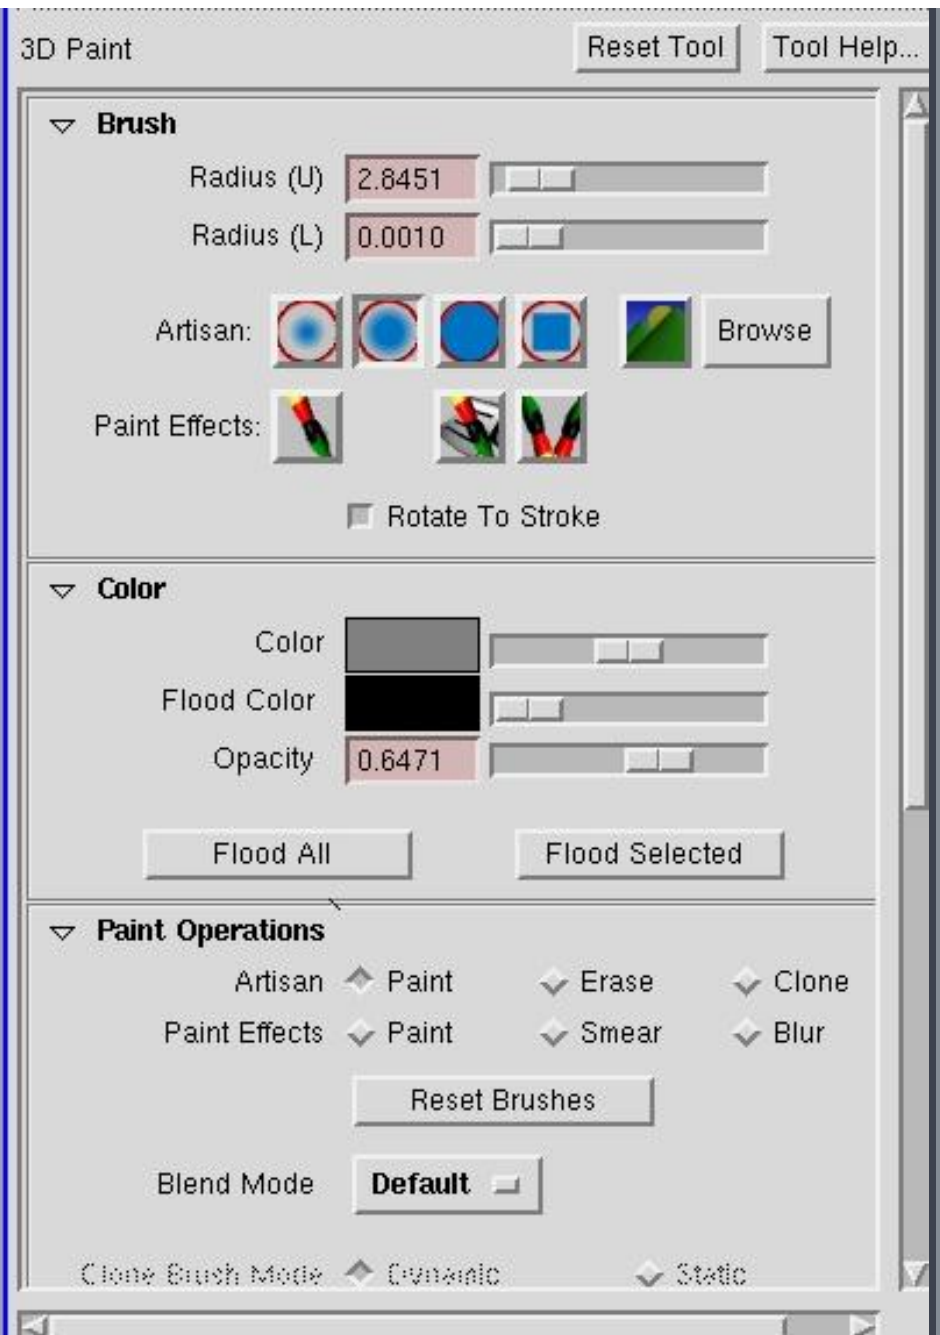 3D Paint Reset Tool Tool Help...
Brush
Radius (U) 2.8451
Radius (L) 0.0010
Artisan: Browse
Paint Effects:
Rotate To Stroke
Color
Color
Flood Color
Opacity 0.6471
Flood All Flood Selected
Paint Operations
Artisan Paint Erase Clone
Paint Effects Paint Smear Blur
Reset Brushes
Blend Mode Default
Clone Brush Mode Dynamic Static